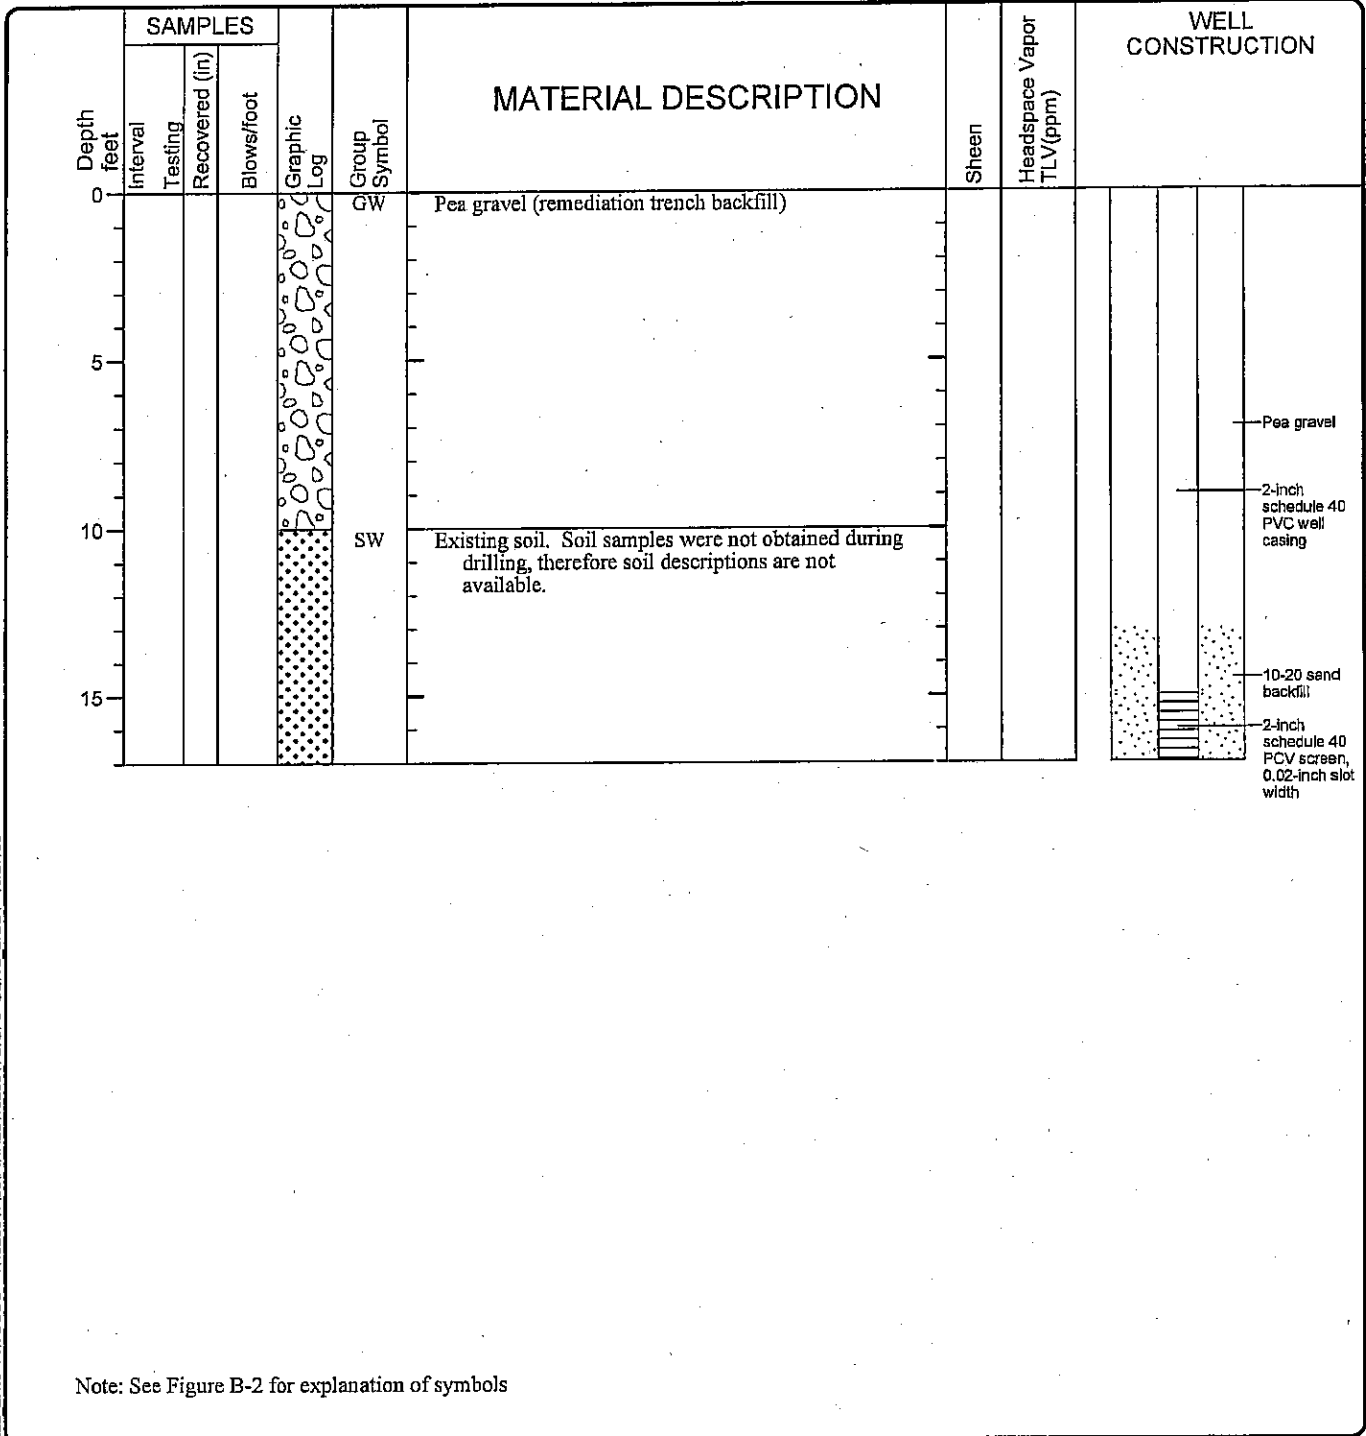 SAMPLES
WELL
CONSTRUCTION
MATERIAL DESCRIPTION
Depth
feet
Interval
Testing
Recovered (in)
Blows/foot
Graphic
Log
Group
Symbol
Sheen
Headspace Vapor
TLV(ppm)
0
GW
Pea gravel (remediation trench backfill)
5
Pea gravel
2-inch
schedule 40
PVC well
casing
10
SW
Existing soil. Soil samples were not obtained during
drilling, therefore soil descriptions are not
available.
15
10-20 sand
backfill
2-inch
schedule 40
PCV screen,
0.02-inch slot
width
Note: See Figure B-2 for explanation of symbols